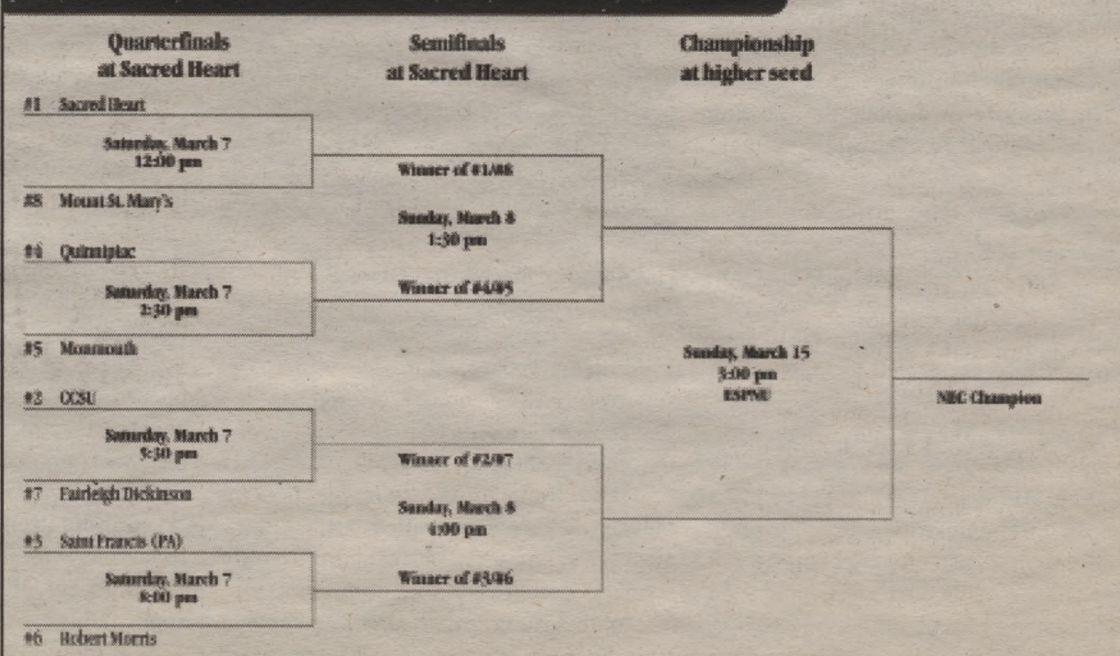 Quarterfinals
at Sacred Heart
Semifinals
at Sacred Heart
Championship
at higher seed
#1 Sacred Heart
Saturday, March 7
12:00 pm
#8 Mount St. Mary's
Winner of #1/#8
Sunday, March 8
1:30 pm
Winner of #4/#5
#4 Quinnipiac
Saturday, March 7
2:30 pm
#5 Monmouth
Sunday, March 15
3:00 pm
ESPNU
NEC Champion
#2 CCSU
Saturday, March 7
5:30 pm
#7 Fairleigh Dickinson
Winner of #2/#7
Sunday, March 8
4:00 pm
Winner of #3/#6
#3 Saint Francis (PA)
Saturday, March 7
8:00 pm
#6 Robert Morris